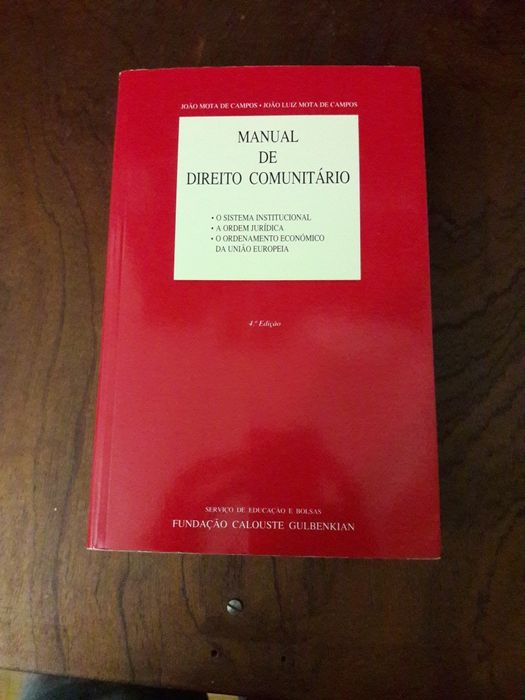 JOÃO MOTA DE CAMPOS • JOÃO LUIZ MOTA DE CAMPOS
MANUAL
DE
DIREITO COMUNITÁRIO
• O SISTEMA INSTITUCIONAL
• A ORDEM JURÍDICA
• O ORDENAMENTO ECONÓMICO
DA UNIÃO EUROPEIA
4.ª Edição
SERVIÇO DE EDUCAÇÃO E BOLSAS
FUNDAÇÃO CALOUSTE GULBENKIAN